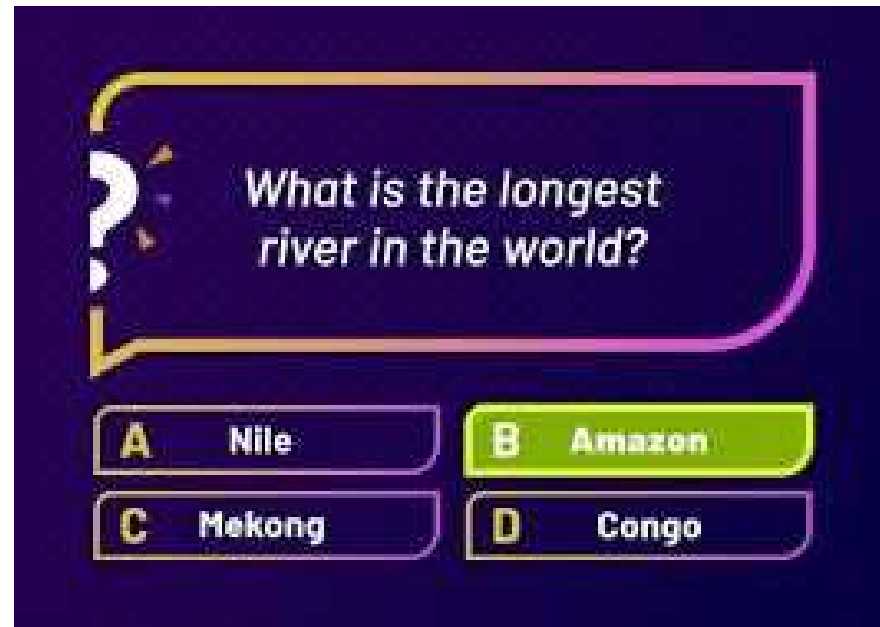 ?
What is the longest
river in the world?
A Nile
B Amazon
C Mekong
D Congo